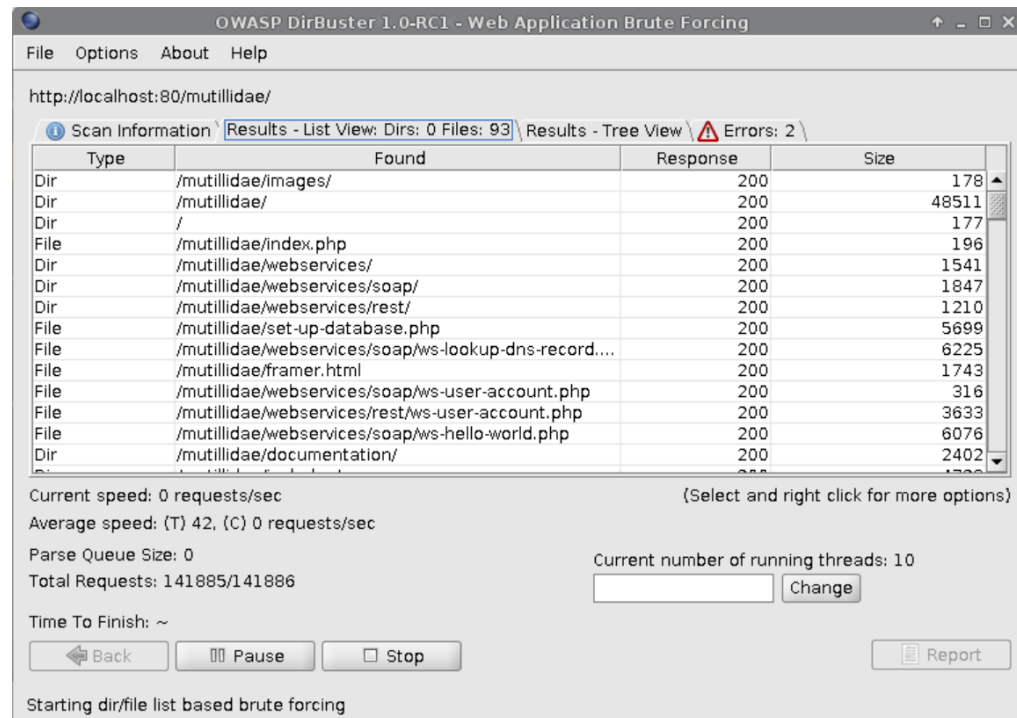 OWASP DirBuster 1.0-RC1 - Web Application Brute Forcing
File Options About Help
http://localhost:80/mutillidae/
Scan Information Results - List View: Dirs: 0 Files: 93 Results - Tree View Errors: 2
Type Found Response Size
Dir /mutillidae/images/ 200 178
Dir /mutillidae/ 200 48511
Dir / 200 177
File /mutillidae/index.php 200 196
Dir /mutillidae/webservices/ 200 1541
Dir /mutillidae/webservices/soap/ 200 1847
Dir /mutillidae/webservices/rest/ 200 1210
File /mutillidae/set-up-database.php 200 5699
File /mutillidae/webservices/soap/ws-lookup-dns-record.... 200 6225
File /mutillidae/framer.html 200 1743
File /mutillidae/webservices/soap/ws-user-account.php 200 316
File /mutillidae/webservices/rest/ws-user-account.php 200 3633
File /mutillidae/webservices/soap/ws-hello-world.php 200 6076
Dir /mutillidae/documentation/ 200 2402
Current speed: 0 requests/sec (Select and right click for more options)
Average speed: (T) 42, (C) 0 requests/sec
Parse Queue Size: 0
Current number of running threads: 10
Total Requests: 141885/141886
Change
Time To Finish: ~
Back Pause Stop Report
Starting dir/file list based brute forcing